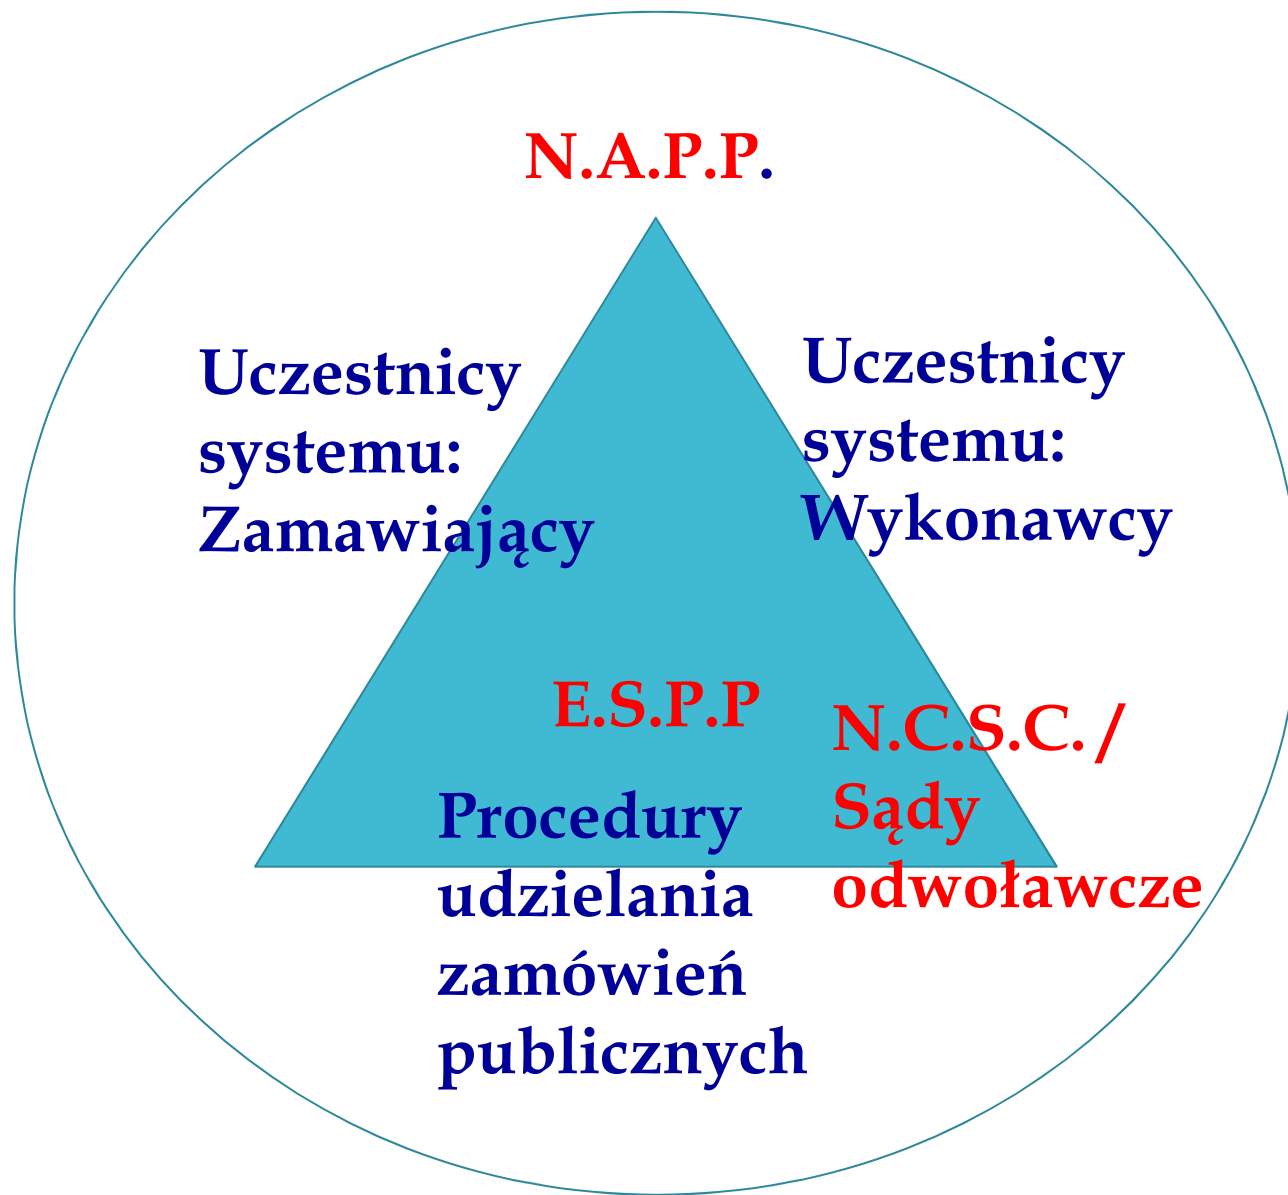 N.A.P.P.
Uczestnicy
systemu:
Zamawiający
Uczestnicy
systemu:
Wykonawcy
E.S.P.P
N.C.S.C./
Sądy
odwoławcze
Procedury
udzielania
zamówień
publicznych